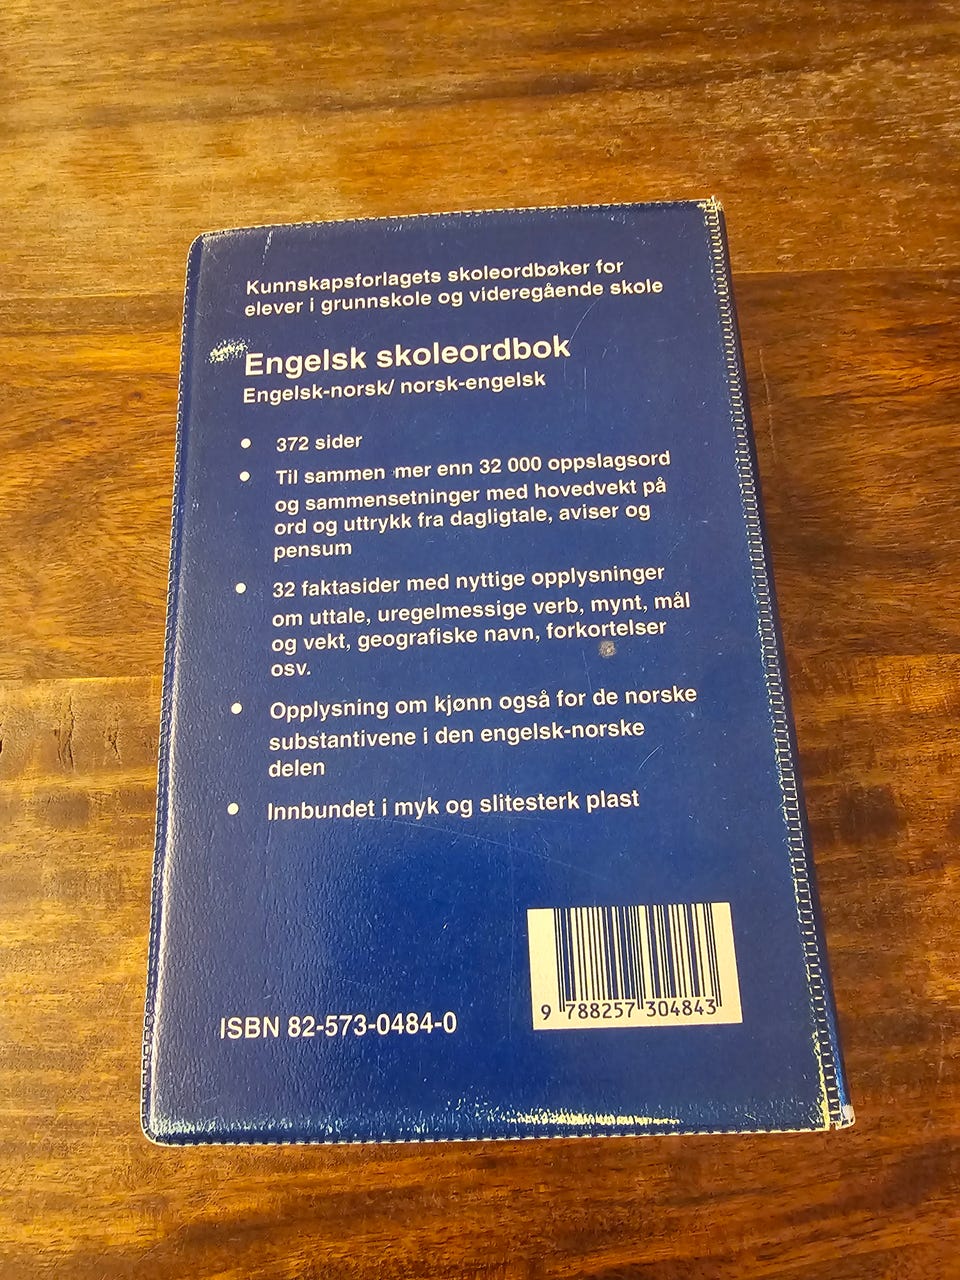 Kunnskapsforlagets skoleordbøker for
elever i grunnskole og videregående skole
Engelsk skoleordbok
Engelsk-norsk/ norsk-engelsk
• 372 sider
• Til sammen mer enn 32 000 oppslagsord
og sammensetninger med hovedvekt på
ord og uttrykk fra dagligtale, aviser og
pensum
• 32 faktasider med nyttige opplysninger
om uttale, uregelmessige verb, mynt, mål
og vekt, geografiske navn, forkortelser
osv.
• Opplysning om kjønn også for de norske
substantivene i den engelsk-norske
delen
• Innbundet i myk og slitesterk plast
ISBN 82-573-0484-0
9 788257 304843